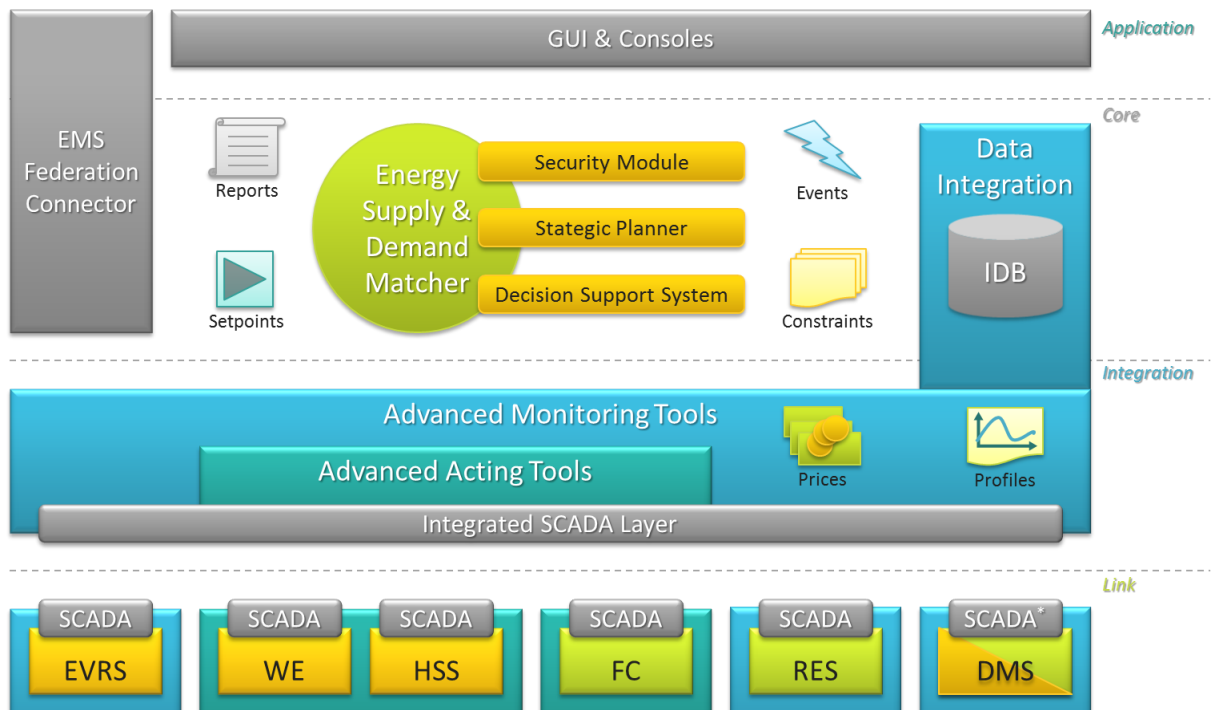 GUI & Consoles
Application
EMS
Federation
Connector
Core
Reports
Setpoints
Energy
Supply &
Demand
Matcher
Security Module
Stategic Planner
Decision Support System
Events
Constraints
Data
Integration
IDB
Integration
Advanced Monitoring Tools
Advanced Acting Tools
Prices
Profiles
Integrated SCADA Layer
Link
SCADA
EVRS
SCADA
WE
SCADA
HSS
SCADA
FC
SCADA
RES
SCADA*
DMS